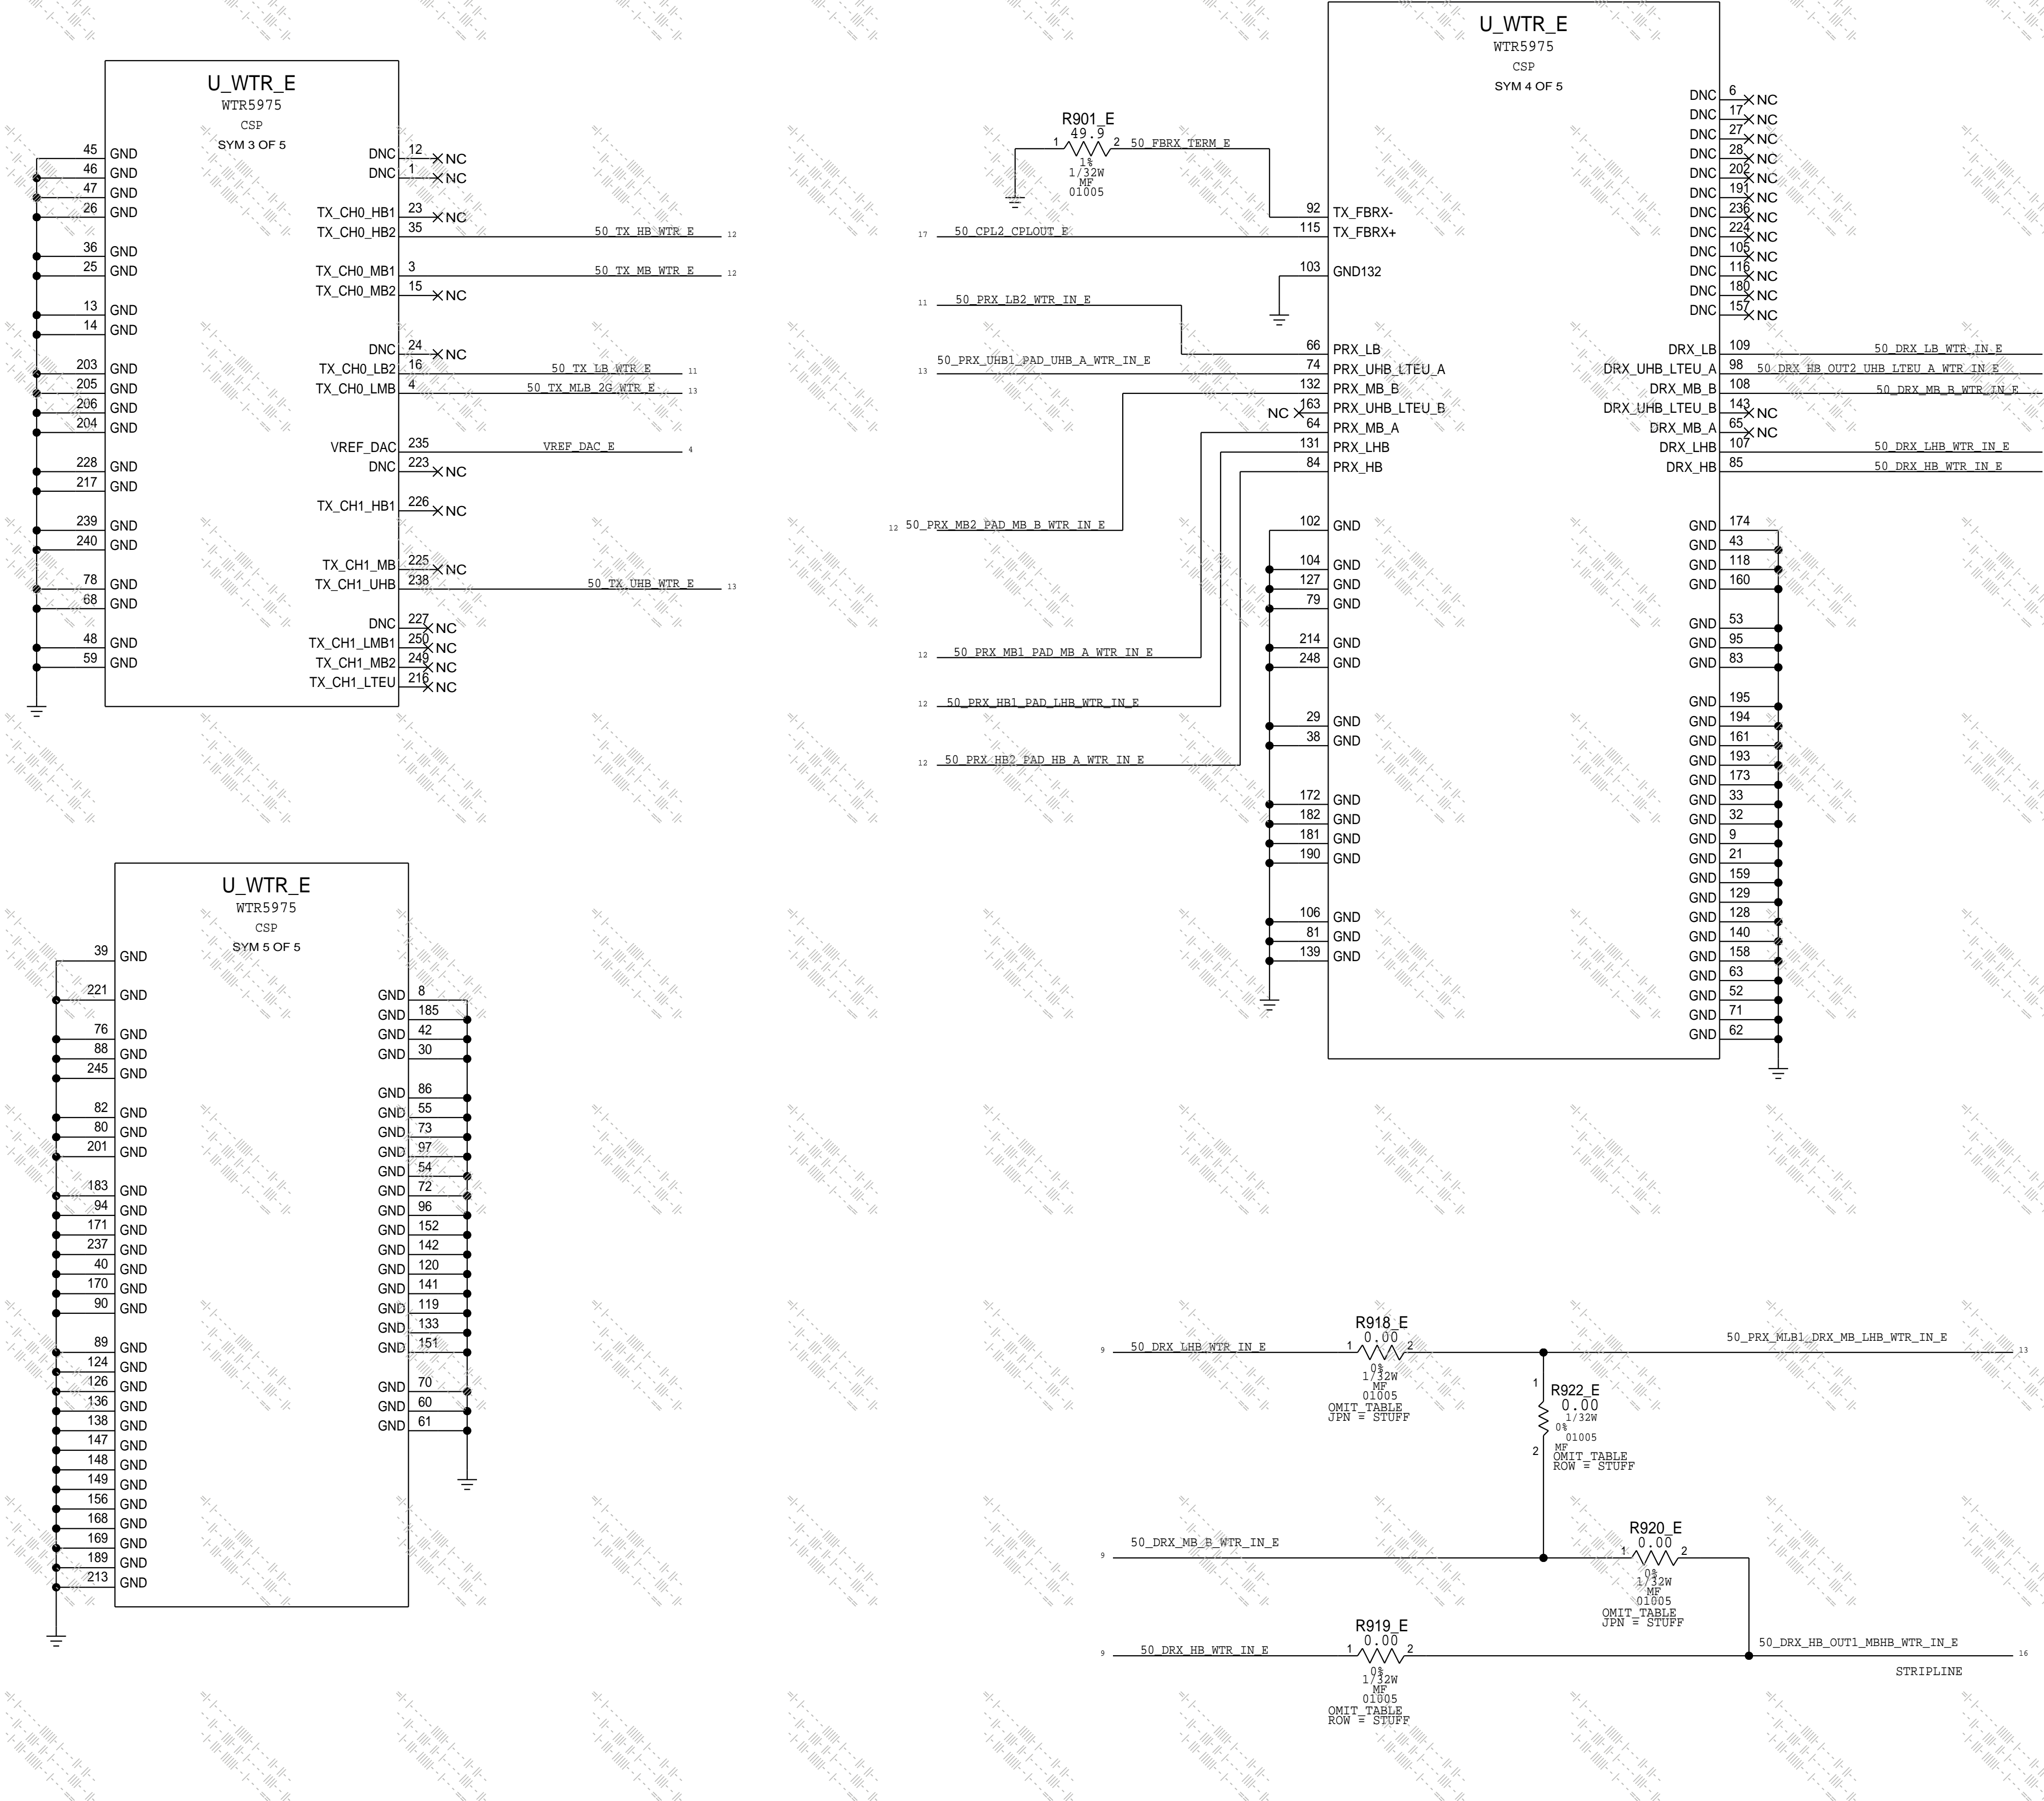 U_WTR_E
WTR5975
CSP
SYM 3 OF 5
45 GND
46 GND
47 GND
26 GND
36 GND
25 GND
13 GND
14 GND
203 GND
205 GND
206 GND
204 GND
228 GND
217 GND
239 GND
240 GND
78 GND
68 GND
48 GND
59 GND
DNC 12 NC
DNC 1 NC
TX_CH0_HB1 23 NC
TX_CH0_HB2 35 50_TX_HB_WTR_E 12
TX_CH0_MB1 3 50_TX_MB_WTR_E 12
TX_CH0_MB2 15 NC
DNC 24 NC
TX_CH0_LB2 16 50_TX_LB_WTR_E 11
TX_CH0_LMB 4 50_TX_MLB_2G_WTR_E 13
VREF_DAC 235 VREF_DAC_E 4
DNC 223 NC
TX_CH1_HB1 226 NC
TX_CH1_MB 225 NC
TX_CH1_UHB 238 50_TX_UHB_WTR_E 13
DNC 227 NC
TX_CH1_LMB1 250 NC
TX_CH1_MB2 249 NC
TX_CH1_LTEU 216 NC
U_WTR_E
WTR5975
CSP
SYM 4 OF 5
R901_E
49.9
1 2 50_FBRX_TERM_E
1%
1/32W
MF
01005
92 TX_FBRX-
17 50_CPL2_CPLOUT_E 115 TX_FBRX+
103 GND132
11 50_PRX_LB2_WTR_IN_E
66 PRX_LB
13 50_PRX_UHB1_PAD_UHB_A_WTR_IN_E 74 PRX_UHB_LTEU_A
132 PRX_MB_B
NC 163 PRX_UHB_LTEU_B
64 PRX_MB_A
131 PRX_LHB
84 PRX_HB
12 50_PRX_MB2_PAD_MB_B_WTR_IN_E
12 50_PRX_MB1_PAD_MB_A_WTR_IN_E
12 50_PRX_HB1_PAD_LHB_WTR_IN_E
12 50_PRX_HB2_PAD_HB_A_WTR_IN_E
102 GND
104 GND
127 GND
79 GND
214 GND
248 GND
29 GND
38 GND
172 GND
182 GND
181 GND
190 GND
106 GND
81 GND
139 GND
DNC 6 NC
DNC 17 NC
DNC 27 NC
DNC 28 NC
DNC 202 NC
DNC 191 NC
DNC 236 NC
DNC 224 NC
DNC 105 NC
DNC 116 NC
DNC 180 NC
DNC 157 NC
DRX_LB 109 50_DRX_LB_WTR_IN_E
DRX_UHB_LTEU_A 98 50_DRX_HB_OUT2_UHB_LTEU_A_WTR_IN_E
DRX_MB_B 108 50_DRX_MB_B_WTR_IN_E
DRX_UHB_LTEU_B 143 NC
DRX_MB_A 65 NC
DRX_LHB 107 50_DRX_LHB_WTR_IN_E
DRX_HB 85 50_DRX_HB_WTR_IN_E
GND 174
GND 43
GND 118
GND 160
GND 53
GND 95
GND 83
GND 195
GND 194
GND 161
GND 193
GND 173
GND 33
GND 32
GND 9
GND 21
GND 159
GND 129
GND 128
GND 140
GND 158
GND 63
GND 52
GND 71
GND 62
U_WTR_E
WTR5975
CSP
SYM 5 OF 5
39 GND
221 GND
76 GND
88 GND
245 GND
82 GND
80 GND
201 GND
183 GND
94 GND
171 GND
237 GND
40 GND
170 GND
90 GND
89 GND
124 GND
126 GND
136 GND
138 GND
147 GND
148 GND
149 GND
156 GND
168 GND
169 GND
189 GND
213 GND
GND 8
GND 185
GND 42
GND 30
GND 86
GND 55
GND 73
GND 97
GND 54
GND 72
GND 96
GND 152
GND 142
GND 120
GND 141
GND 119
GND 133
GND 151
GND 70
GND 60
GND 61
R918_E
0.00
9 50_DRX_LHB_WTR_IN_E 1 2 50_PRX_MLB1_DRX_MB_LHB_WTR_IN_E 13
0%
1/32W
MF
01005
OMIT_TABLE
JPN = STUFF
1
R922_E
0.00
1/32W
0%
01005
MF
2
OMIT_TABLE
ROW = STUFF
R920_E
0.00
9 50_DRX_MB_B_WTR_IN_E 1 2
0%
1/32W
MF
01005
OMIT_TABLE
JPN = STUFF
R919_E
0.00
9 50_DRX_HB_WTR_IN_E 1 2 50_DRX_HB_OUT1_MBHB_WTR_IN_E 16
STRIPLINE
0%
1/32W
MF
01005
OMIT_TABLE
ROW = STUFF